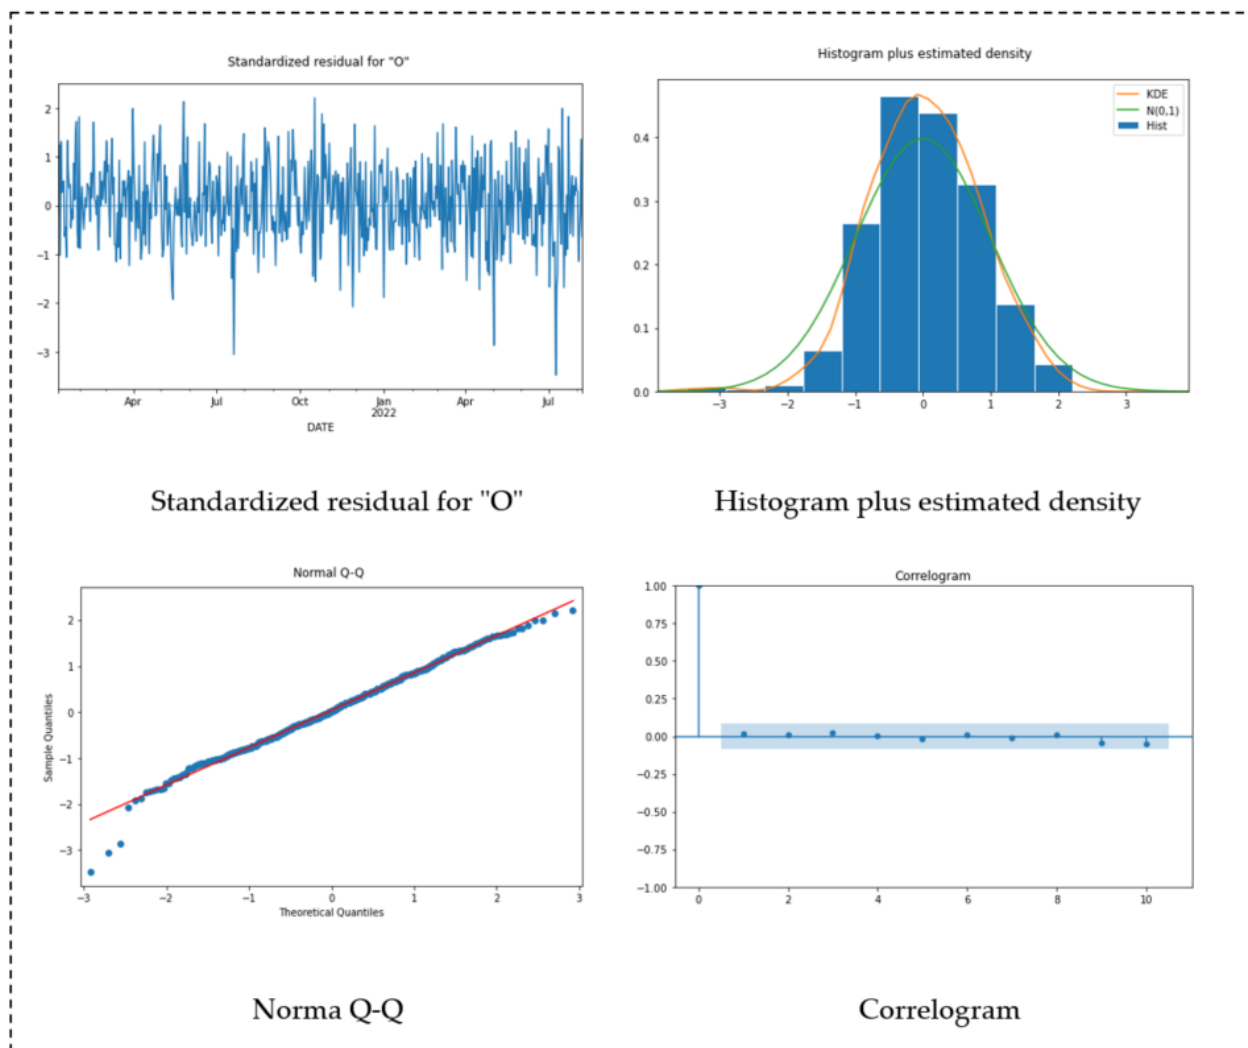 Standardized residual for "O"
2
1
0
−1
−2
−3
Apr
Jul
Oct
Jan
2022
Apr
Jul
DATE
Histogram plus estimated density
KDE
N(0,1)
Hist
0.4
0.3
0.2
0.1
0.0
−3
−2
−1
0
1
2
3
Standardized residual for "O"
Histogram plus estimated density
Normal Q-Q
Sample Quantiles
2
1
0
−1
−2
−3
−3
−2
−1
0
1
2
3
Theoretical Quantiles
Correlogram
1.00
0.75
0.50
0.25
0.00
−0.25
−0.50
−0.75
−1.00
0
2
4
6
8
10
Norma Q-Q
Correlogram